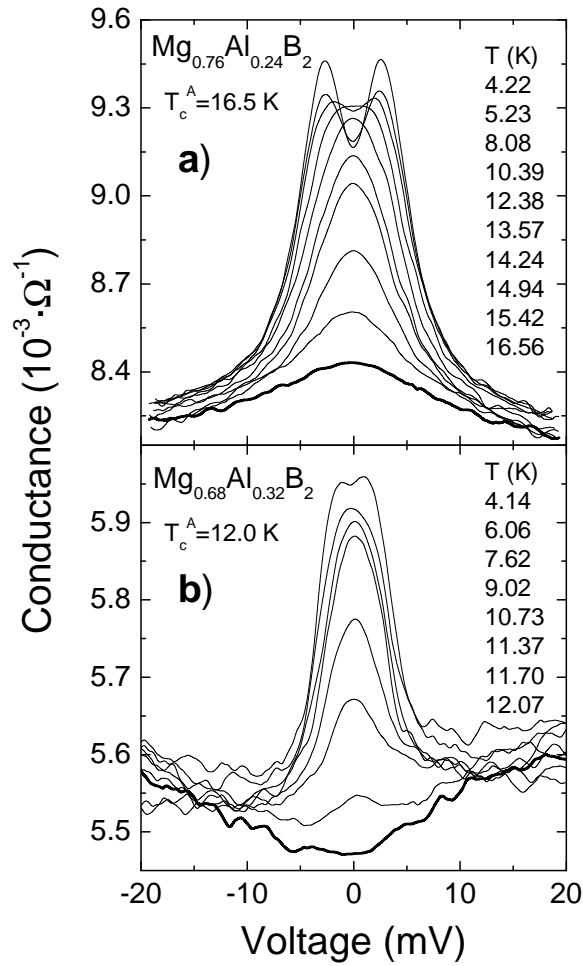 Conductance (10⁻³·Ω⁻¹)
9.6
9.3
9.0
8.7
8.4
Mg₀.₇₆Al₀.₂₄B₂
T_c^A=16.5 K
a)
T (K)
4.22
5.23
8.08
10.39
12.38
13.57
14.24
14.94
15.42
16.56
5.9
5.8
5.7
5.6
5.5
Mg₀.₆₈Al₀.₃₂B₂
T_c^A=12.0 K
b)
T (K)
4.14
6.06
7.62
9.02
10.73
11.37
11.70
12.07
-20 -10 0 10 20
Voltage (mV)